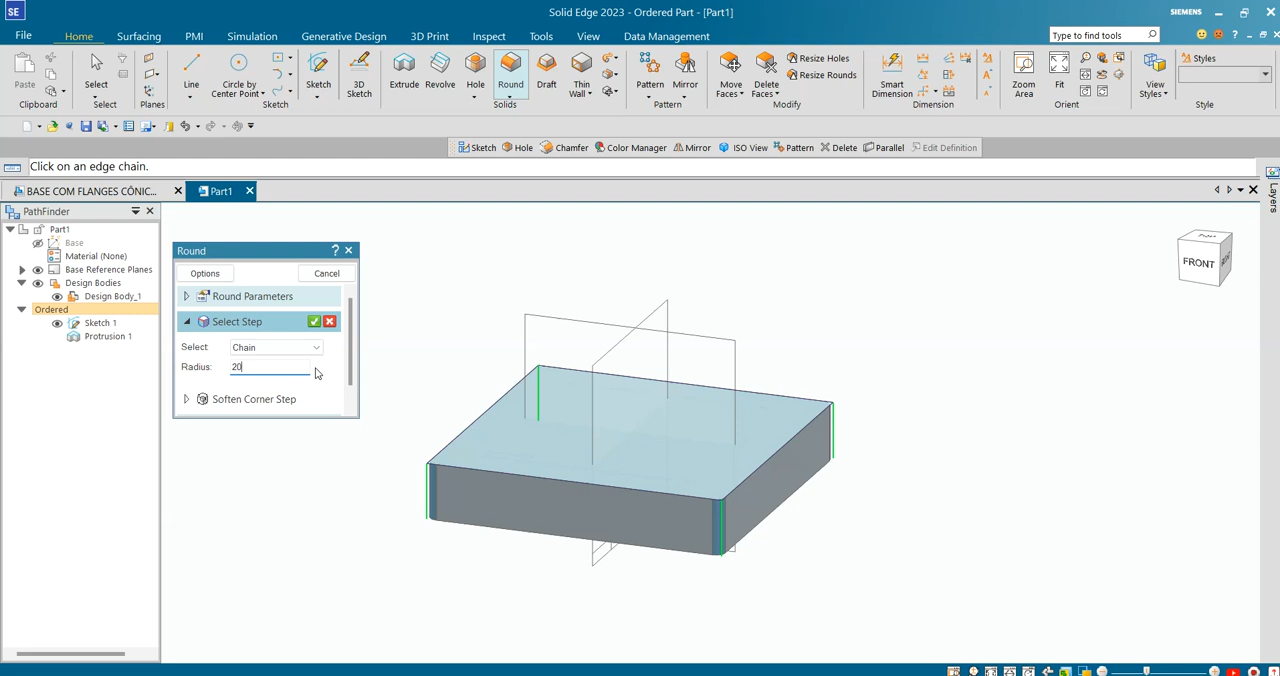 SE
Solid Edge 2023 - Ordered Part - [Part1]
SIEMENS
File
Home
Surfacing
PMI
Simulation
Generative Design
3D Print
Inspect
Tools
Data Management
Type to find tools
Paste
Clipboard
Select
Select
Planes
Line
Circle by Center Point
Sketch
Sketch
3D Sketch
Extrude
Revolve
Hole
Round
Draft
Thin Wall
Solids
Pattern
Mirror
Pattern
Move Faces
Delete Faces
Resize Holes
Resize Rounds
Modify
Smart Dimension
Dimension
Zoom Area
Fit
Orient
View Styles
Styles
Style
Sketch
Hole
Chamfer
Color Manager
Mirror
ISO View
Pattern
Delete
Parallel
Edit Definition
Click on an edge chain.
BASE COM FLANGES CÔNIC...
Part1
Layers
PathFinder
Part1
Base
Material (None)
Base Reference Planes
Design Bodies
Design Body_1
Ordered
Sketch 1
Protrusion 1
Round
Options
Cancel
Round Parameters
Select Step
Select:
Chain
Radius:
20
Soften Corner Step
FRONT